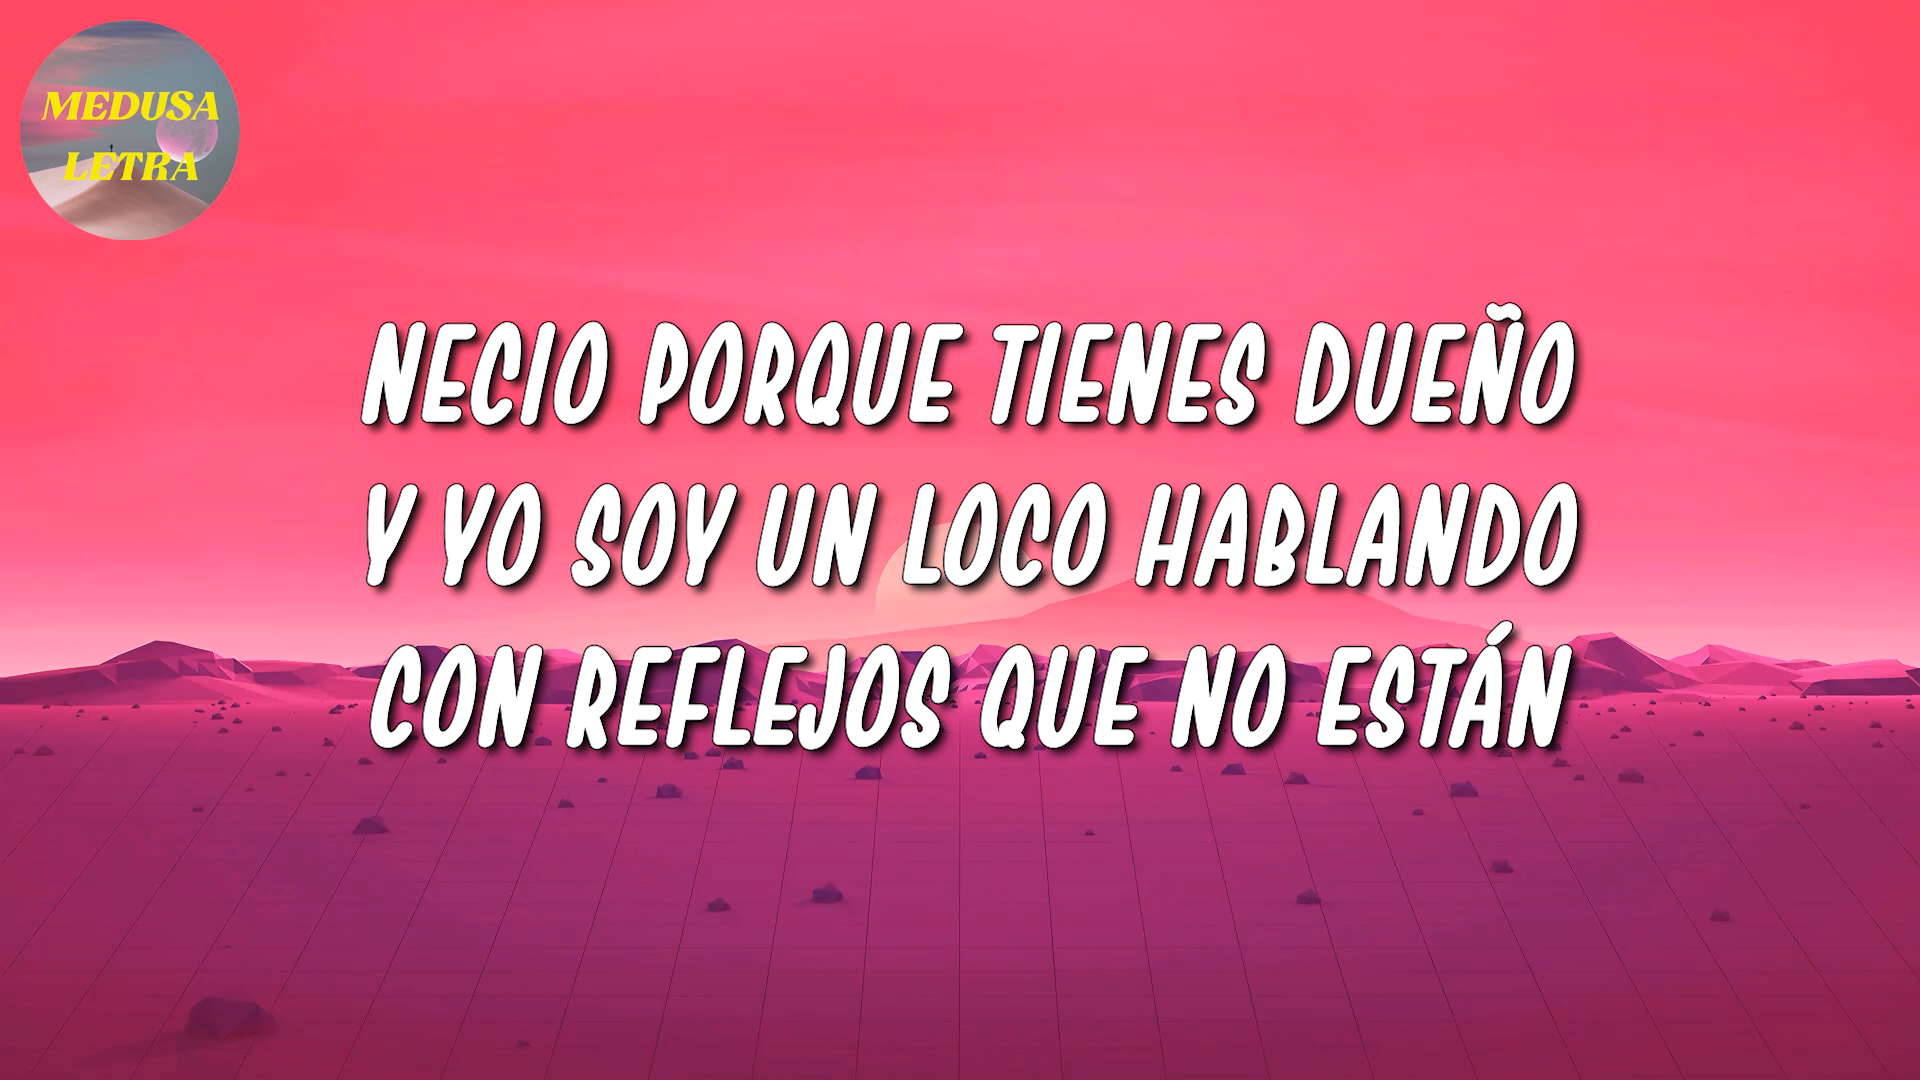 MEDUSA
LETRA
NECIO PORQUE TIENES DUEÑO
Y YO SOY UN LOCO HABLANDO
CON REFLEJOS QUE NO ESTÁN